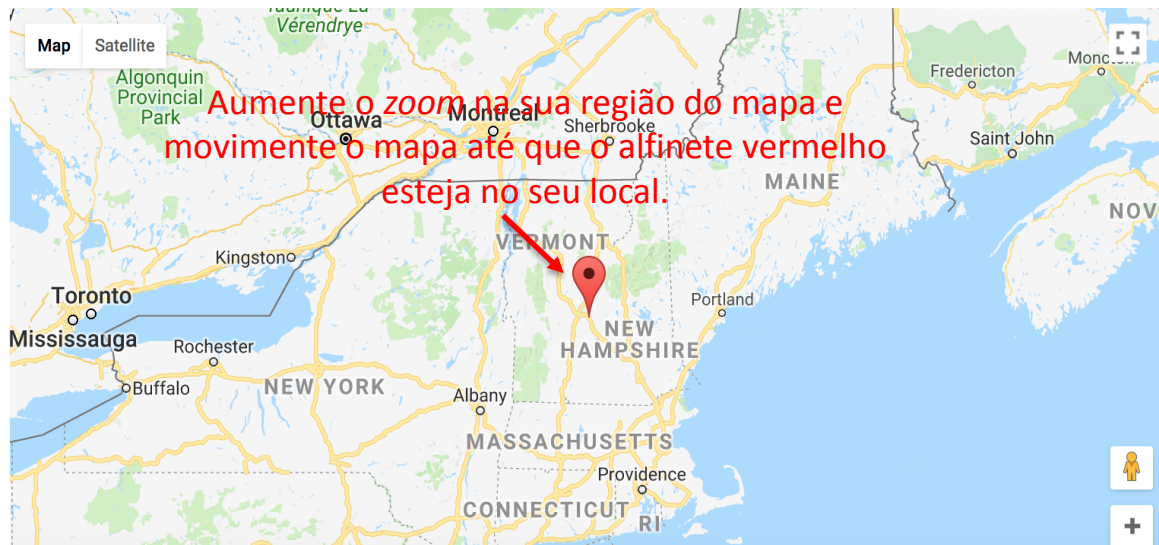 Taunique La
Vérendrye
Map Satellite
Algonquin
Provincial
Park
Aumente o zoom na sua região do mapa e
movimente o mapa até que o alfinete vermelho
esteja no seu local.
Ottawa
Montreal
Sherbrooke
Fredericton
Saint John
MAINE
NOV
VERMONT
Kingston
Toronto
Mississauga
Portland
NEW
HAMPSHIRE
Rochester
Buffalo
NEW YORK
Albany
MASSACHUSETTS
Providence
CONNECTICUT
RI